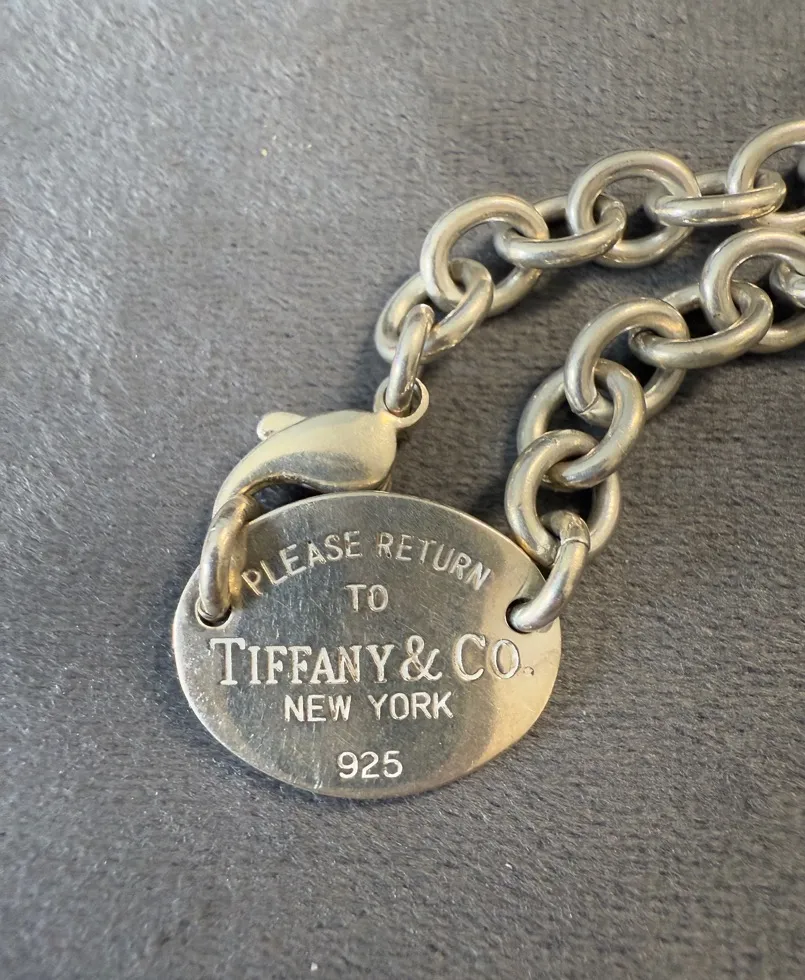 PLEASE RETURN
TO
TIFFANY & CO.
NEW YORK
925